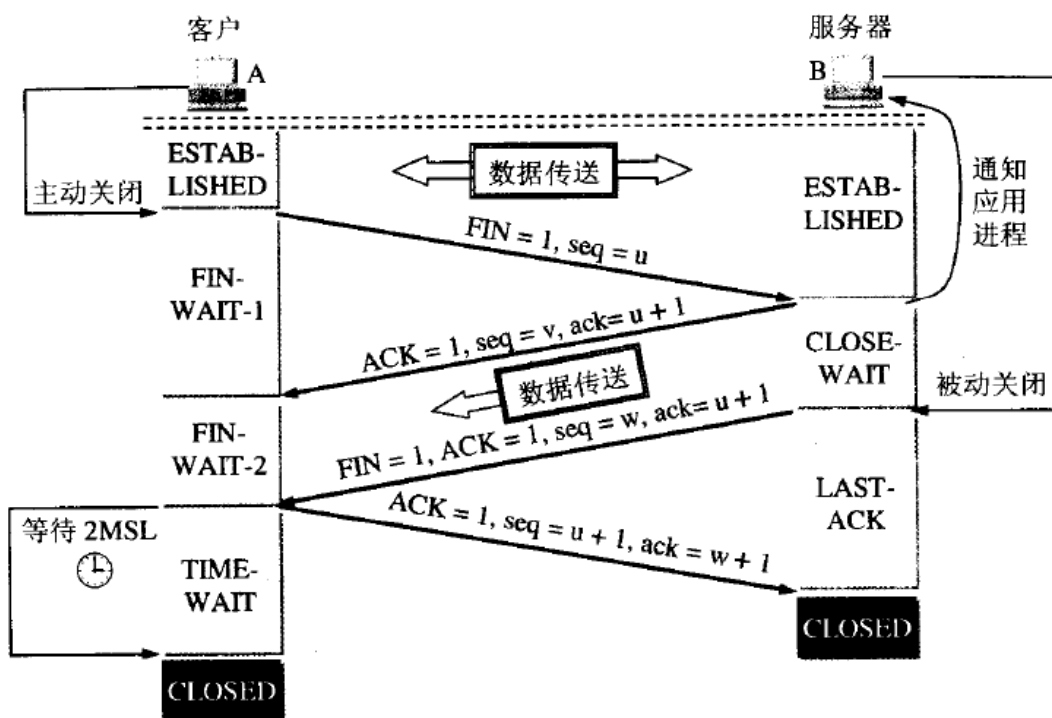 客户
服务器
A
B
ESTAB-
LISHED
数据传送
ESTAB-
LISHED
通知
应用
进程
主动关闭
FIN = 1, seq = u
FIN-
WAIT-1
ACK = 1, seq = v, ack= u + 1
CLOSE-
WAIT
数据传送
被动关闭
FIN-
WAIT-2
FIN = 1, ACK = 1, seq = w, ack= u + 1
LAST-
ACK
等待 2MSL
ACK = 1, seq = u + 1, ack = w + 1
TIME-
WAIT
CLOSED
CLOSED